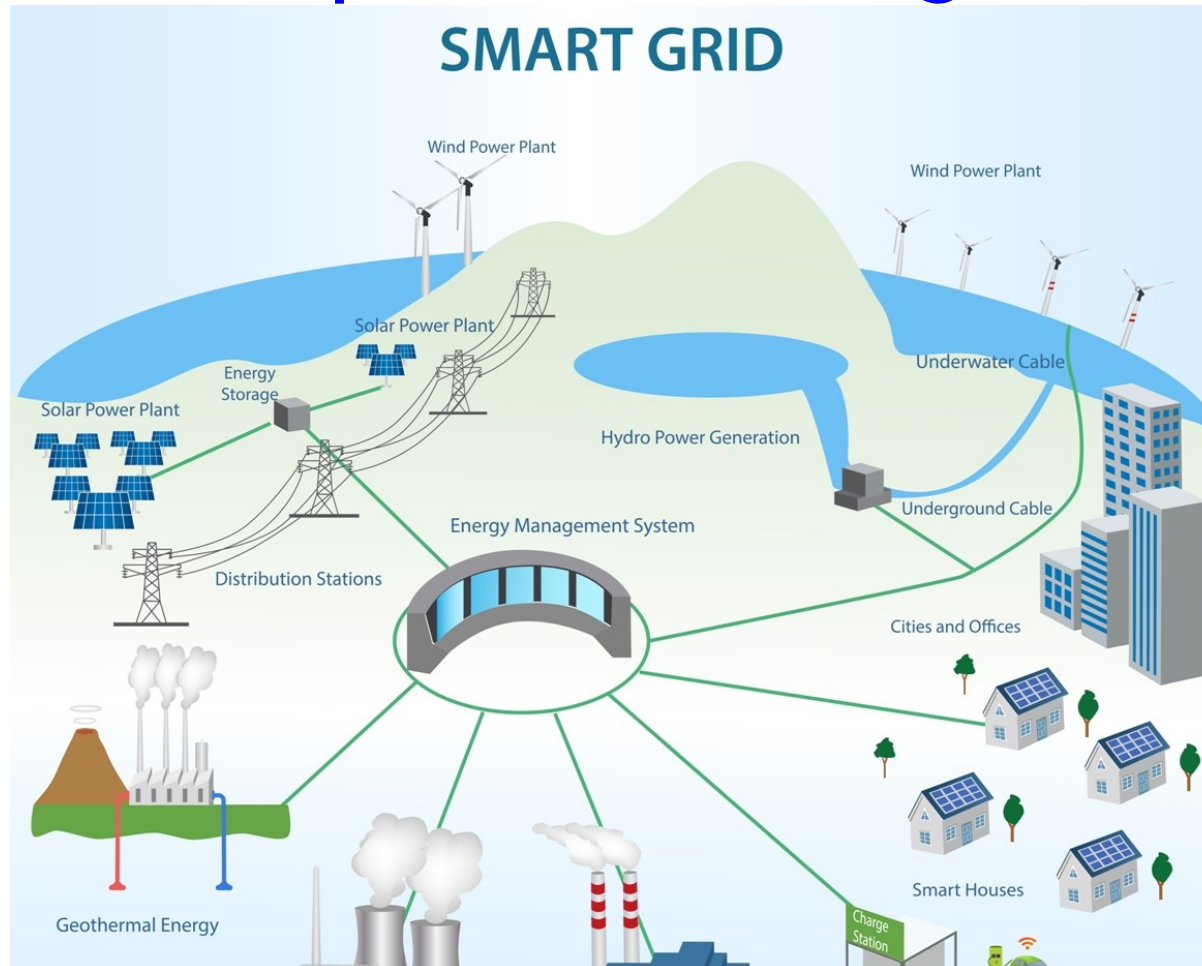 SMART GRID
Wind Power Plant
Wind Power Plant
Solar Power Plant
Underwater Cable
Energy
Storage
Solar Power Plant
Hydro Power Generation
Underground Cable
Energy Management System
Distribution Stations
Cities and Offices
Smart Houses
Geothermal Energy
Charge
Station